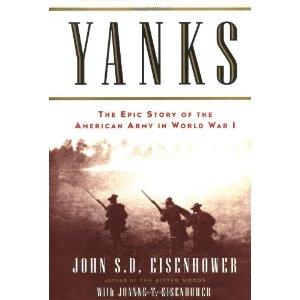 YANKS
THE EPIC STORY OF THE
AMERICAN ARMY IN WORLD WAR I
JOHN S.D. EISENHOWER
AUTHOR OF THE BITTER WOODS
With JOANNE T. EISENHOWER